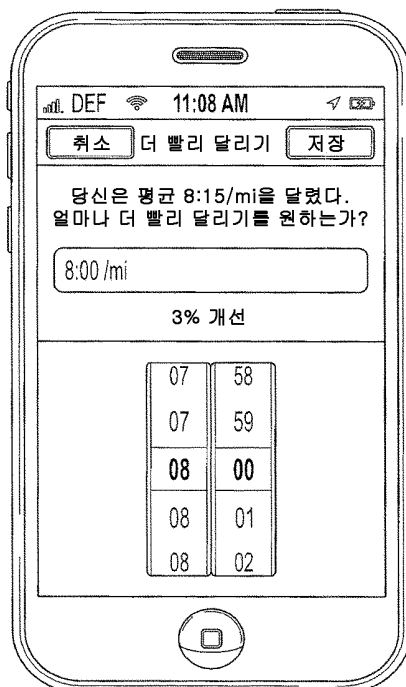 DEF 11:08 AM
취소 더 빨리 달리기 저장
당신은 평균 8:15/mi을 달렸다.
얼마나 더 빨리 달리기를 원하는가?
8:00 /mi
3% 개선
07 58
07 59
08 00
08 01
08 02